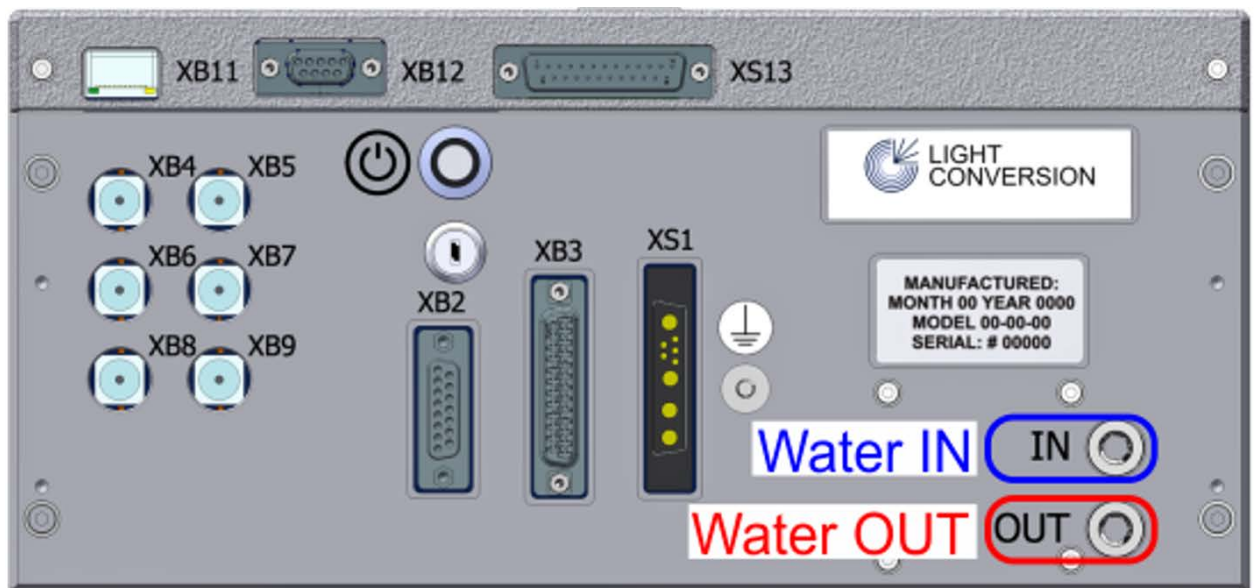 XB11
XB12
XS13
XB4
XB5
LIGHT
CONVERSION
XB6
XB7
XB3
XS1
MANUFACTURED:
MONTH 00 YEAR 0000
MODEL 00-00-00
SERIAL: # 00000
XB2
XB8
XB9
Water IN
IN
Water OUT
OUT